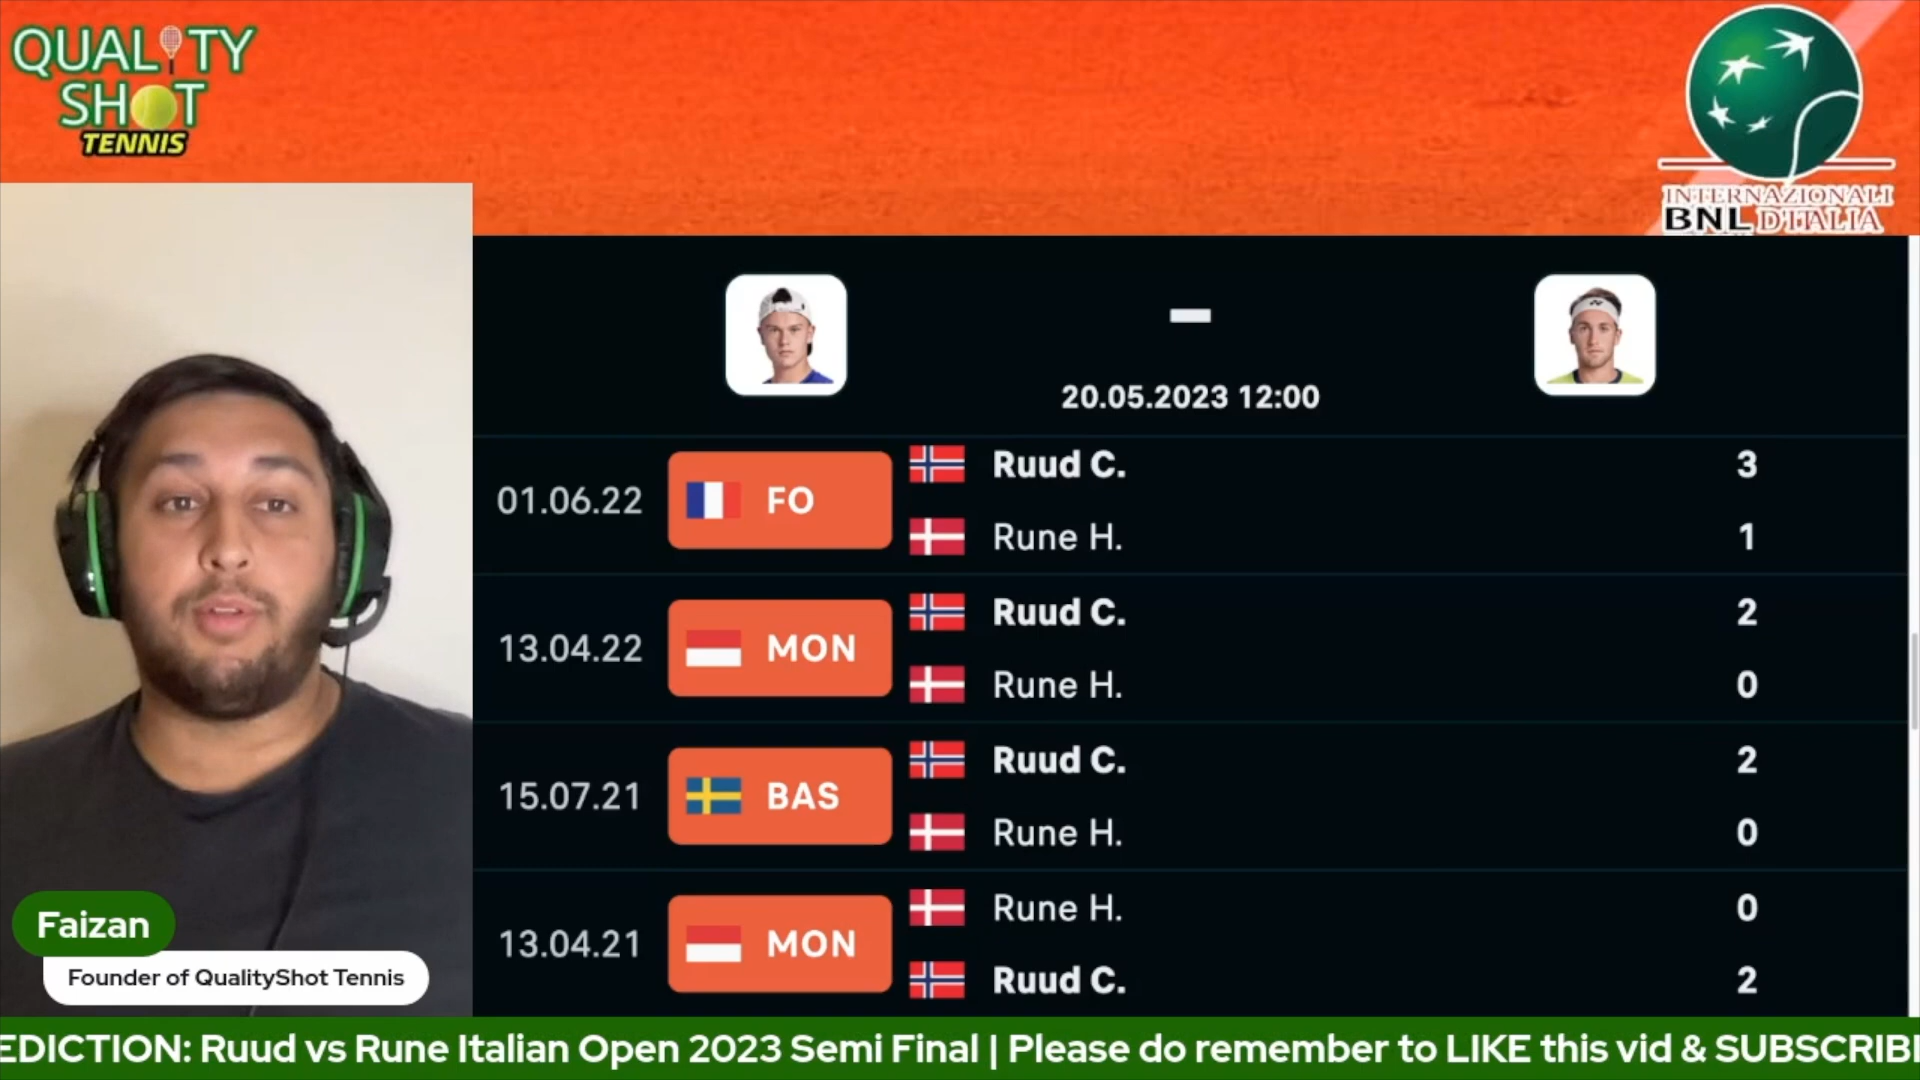 QUALITY
SHOT
TENNIS
INTERNAZIONALI
BNL D'ITALIA
20.05.2023 12:00
01.06.22 FO Ruud C. 3
Rune H. 1
13.04.22 MON Ruud C. 2
Rune H. 0
15.07.21 BAS Ruud C. 2
Rune H. 0
13.04.21 MON Rune H. 0
Ruud C. 2
Faizan
Founder of QualityShot Tennis
EDICTION: Ruud vs Rune Italian Open 2023 Semi Final | Please do remember to LIKE this vid & SUBSCRIB